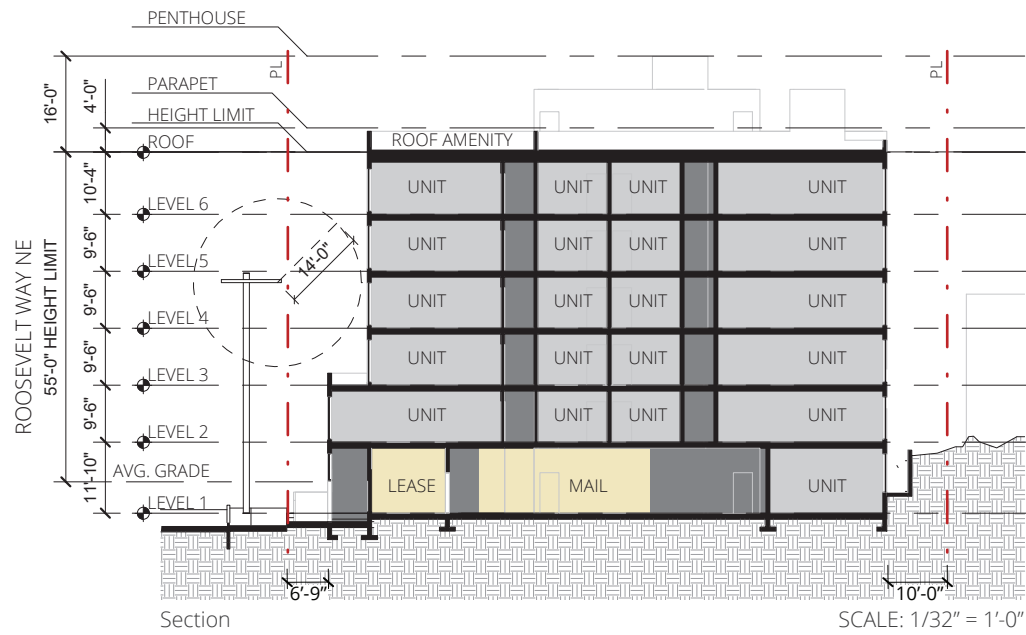 PENTHOUSE
PL
PL
16'-0"
4'-0"
PARAPET
HEIGHT LIMIT
ROOF
ROOF AMENITY
10'-4"
UNIT UNIT UNIT UNIT
LEVEL 6
9'-6"
UNIT UNIT UNIT UNIT
LEVEL 5
14'-0"
9'-6"
UNIT UNIT UNIT UNIT
LEVEL 4
ROOSEVELT WAY NE
55'-0" HEIGHT LIMIT
9'-6"
UNIT UNIT UNIT UNIT
LEVEL 3
9'-6"
UNIT UNIT UNIT UNIT
LEVEL 2
AVG. GRADE
11'-10"
LEASE MAIL UNIT
LEVEL 1
6'-9"
10'-0"
Section
SCALE: 1/32" = 1'-0"